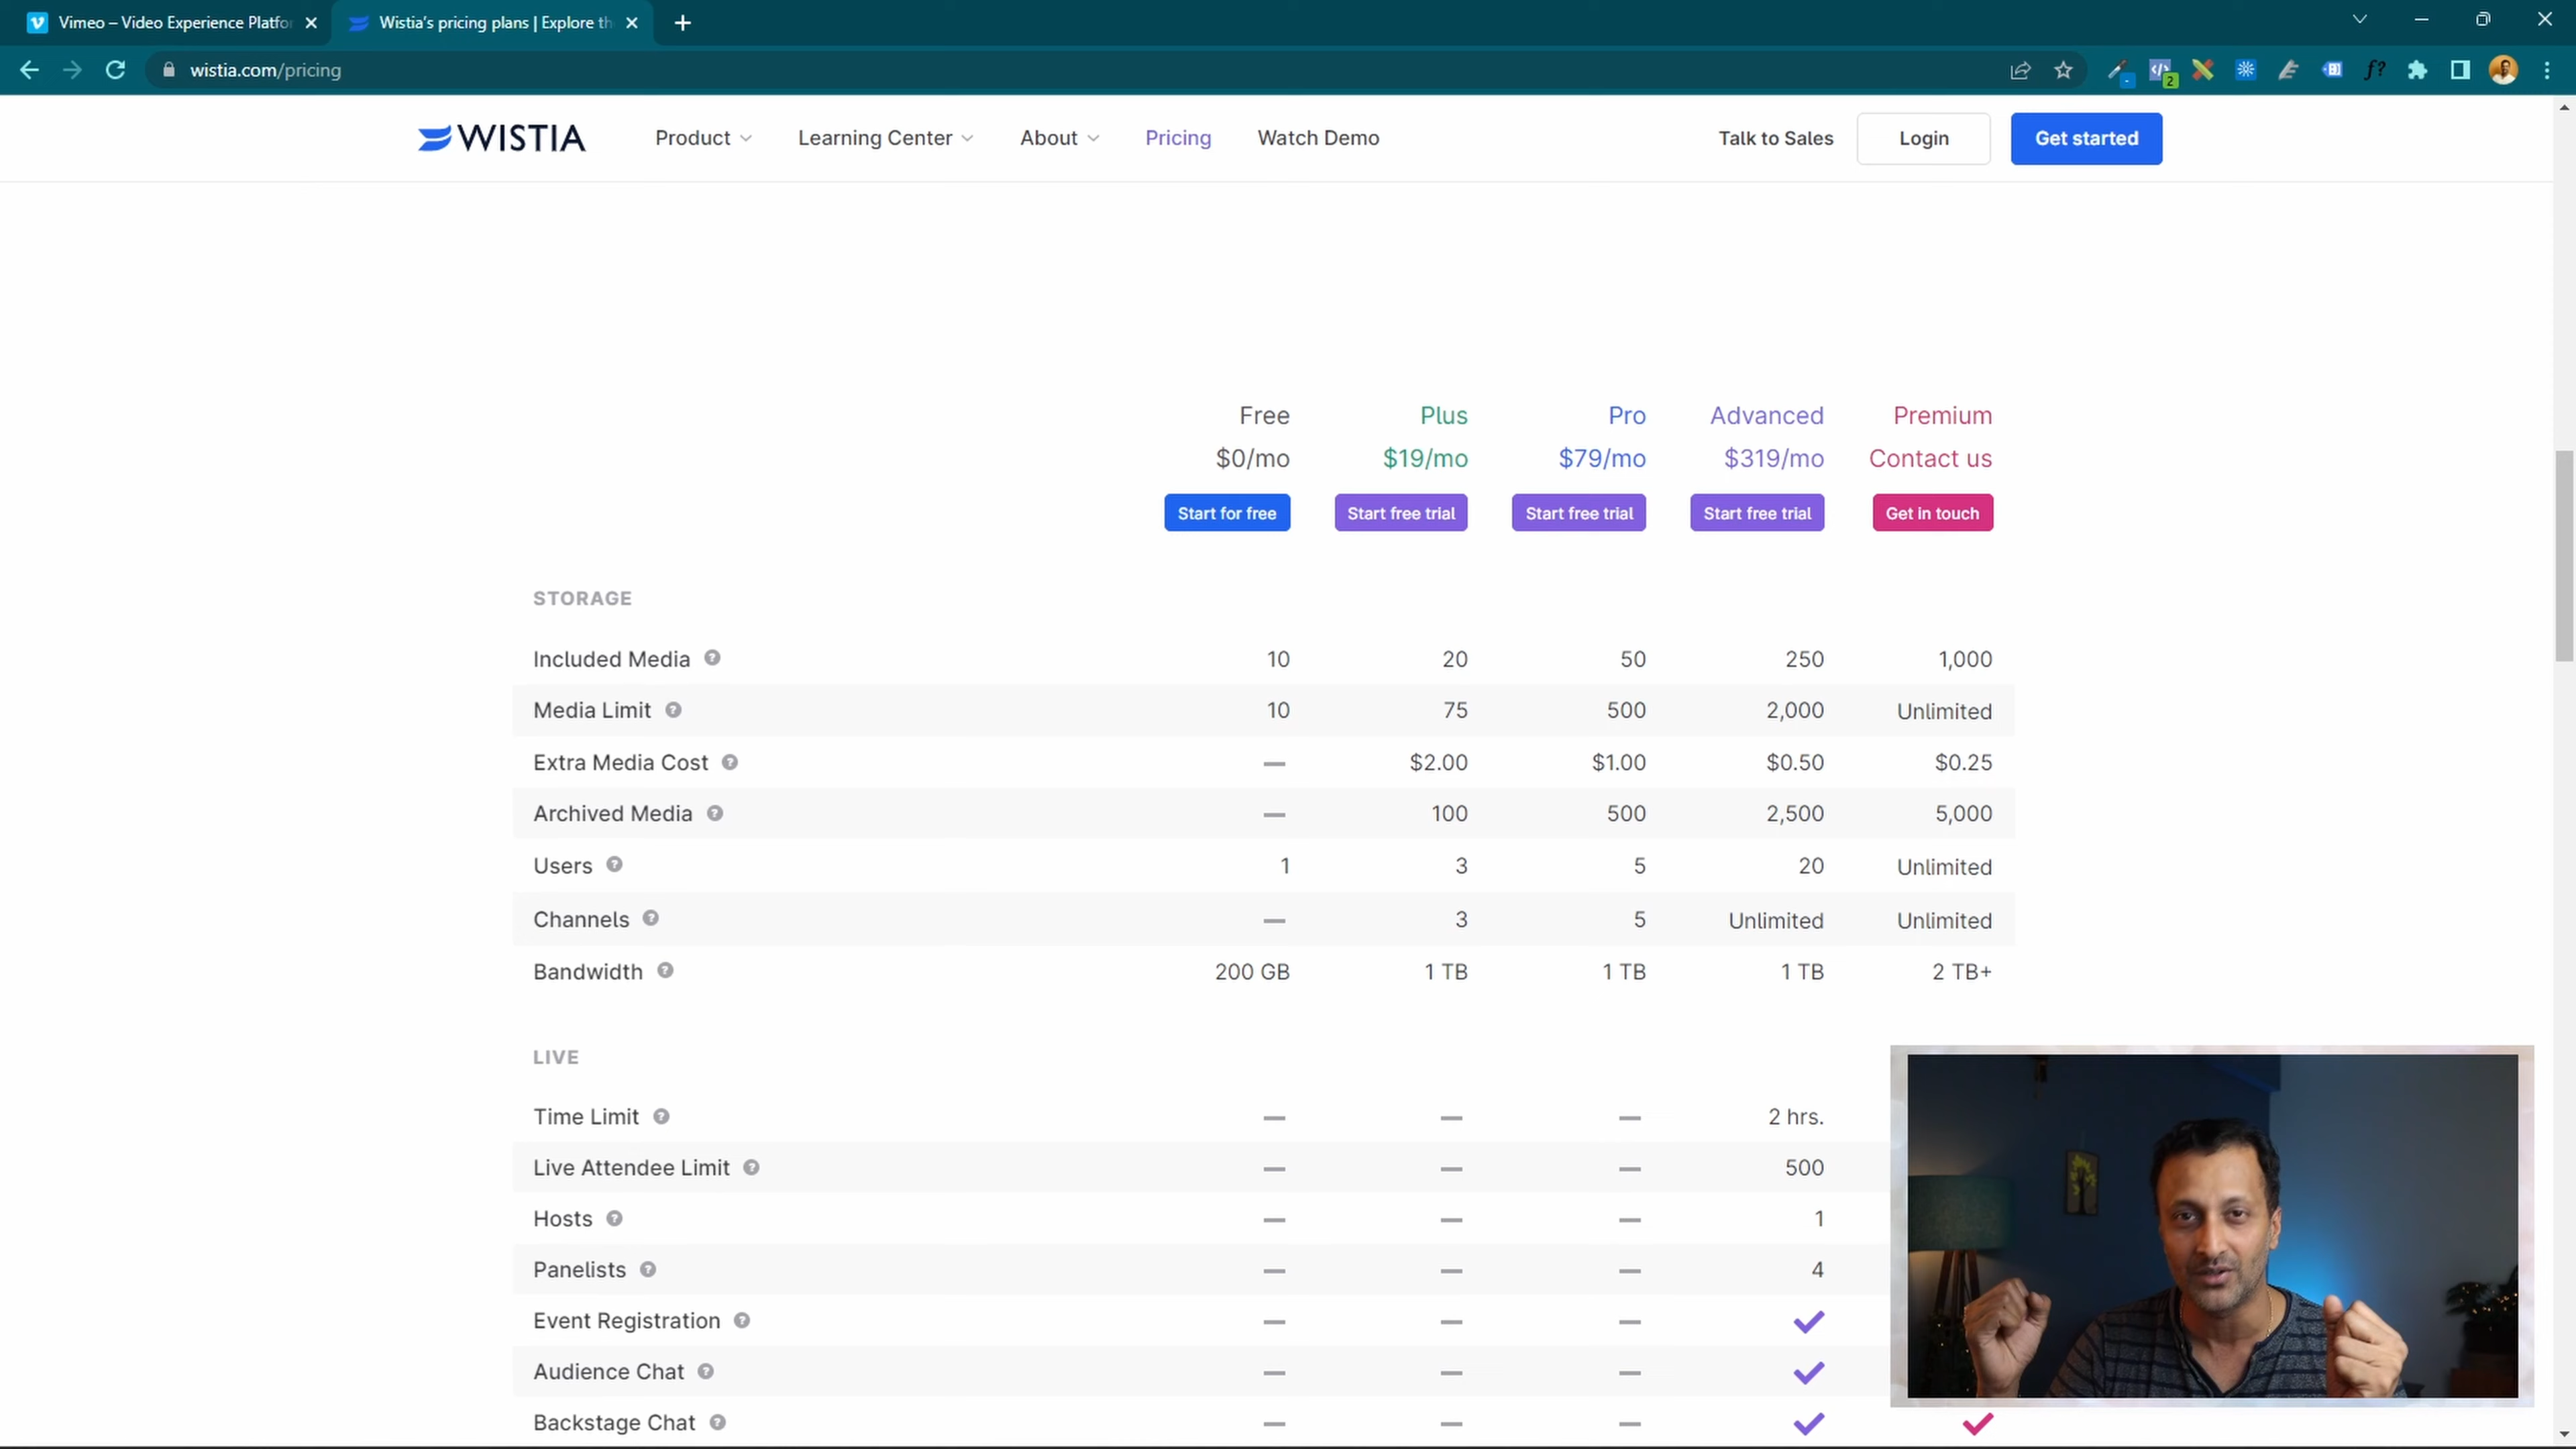 Vimeo – Video Experience Platfo
Wistia's pricing plans | Explore th
wistia.com/pricing
2
f?
WISTIA
Product
Learning Center
About
Pricing
Watch Demo
Talk to Sales
Login
Get started
Free Plus Pro Advanced Premium
$0/mo $19/mo $79/mo $319/mo Contact us
Start for free Start free trial Start free trial Start free trial Get in touch
STORAGE
Included Media ? 10 20 50 250 1,000
Media Limit ? 10 75 500 2,000 Unlimited
Extra Media Cost ? — $2.00 $1.00 $0.50 $0.25
Archived Media ? — 100 500 2,500 5,000
Users ? 1 3 5 20 Unlimited
Channels ? — 3 5 Unlimited Unlimited
Bandwidth ? 200 GB 1 TB 1 TB 1 TB 2 TB+
LIVE
Time Limit ? — — — 2 hrs.
Live Attendee Limit ? — — — 500
Hosts ? — — — 1
Panelists ? — — — 4
Event Registration ? — — —
Audience Chat ? — — —
Backstage Chat ? — — —